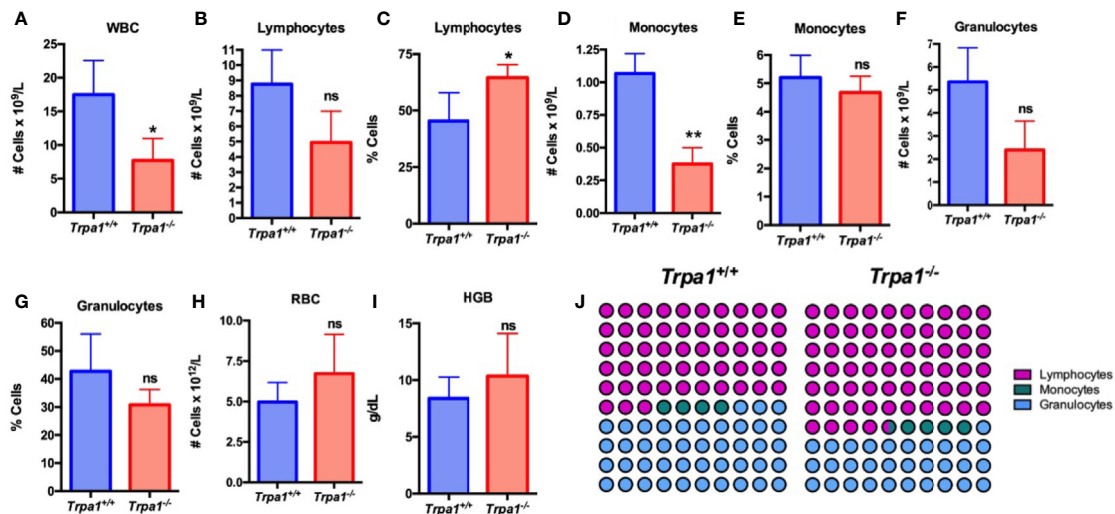 A
WBC
# Cells x 10⁹/L
25
20
15
10
5
0
*
Trpa1⁺/⁺
Trpa1⁻/⁻
B
Lymphocytes
# Cells x 10⁹/L
11
10
9
8
7
6
5
4
3
2
1
0
ns
Trpa1⁺/⁺
Trpa1⁻/⁻
C
Lymphocytes
% Cells
75
50
25
0
*
Trpa1⁺/⁺
Trpa1⁻/⁻
D
Monocytes
# Cells x 10⁹/L
1.25
1.00
0.75
0.50
0.25
0.00
**
Trpa1⁺/⁺
Trpa1⁻/⁻
E
Monocytes
% Cells
6
5
4
3
2
1
0
ns
Trpa1⁺/⁺
Trpa1⁻/⁻
F
Granulocytes
# Cells x 10⁹/L
7
6
5
4
3
2
1
0
ns
Trpa1⁺/⁺
Trpa1⁻/⁻
G
Granulocytes
% Cells
60
50
40
30
20
10
0
ns
Trpa1⁺/⁺
Trpa1⁻/⁻
H
RBC
# Cells x 10¹²/L
10.0
7.5
5.0
2.5
0.0
ns
Trpa1⁺/⁺
Trpa1⁻/⁻
I
HGB
g/dL
15
10
5
0
ns
Trpa1⁺/⁺
Trpa1⁻/⁻
J
Trpa1⁺/⁺
Trpa1⁻/⁻
Lymphocytes
Monocytes
Granulocytes